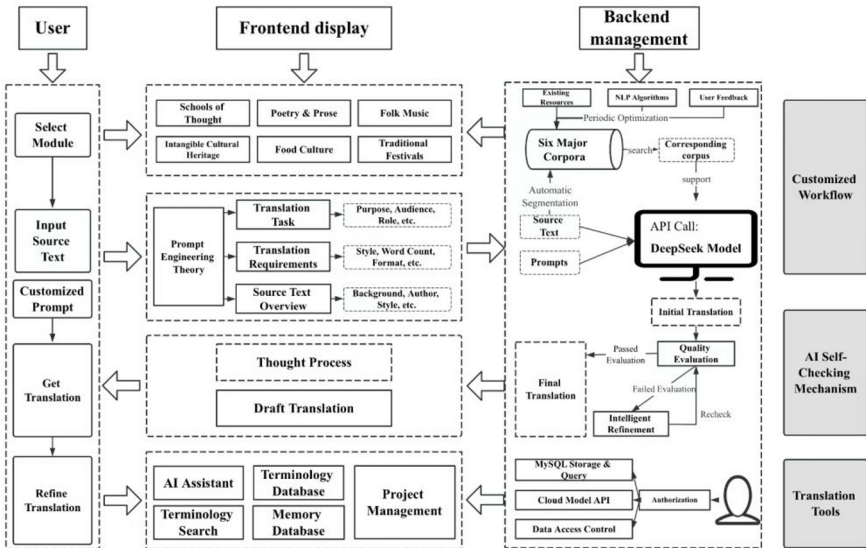 User
Frontend display
Backend
management
Select
Module
Input
Source
Text
Customized
Prompt
Get
Translation
Refine
Translation
Schools of
Thought
Poetry & Prose
Folk Music
Intangible Cultural
Heritage
Food Culture
Traditional
Festivals
Prompt
Engineering
Theory
Translation
Task
Purpose, Audience,
Role, etc.
Translation
Requirements
Style, Word Count,
Format, etc.
Source Text
Overview
Background, Author,
Style, etc.
Thought Process
Draft Translation
AI Assistant
Terminology
Database
Project
Management
Terminology
Search
Memory
Database
Existing
Resources
NLP Algorithms
User Feedback
Periodic Optimization
Six Major
Corpora
search
Corresponding
corpus
support
Automatic
Segmentation
Source
Text
Prompts
API Call:
DeepSeek Model
Initial Translation
Passed
Evaluation
Quality
Evaluation
Final
Translation
Failed Evaluation
Intelligent
Refinement
Recheck
MySQL Storage &
Query
Cloud Model API
Authorization
Data Access Control
Customized
Workflow
AI Self-
Checking
Mechanism
Translation
Tools